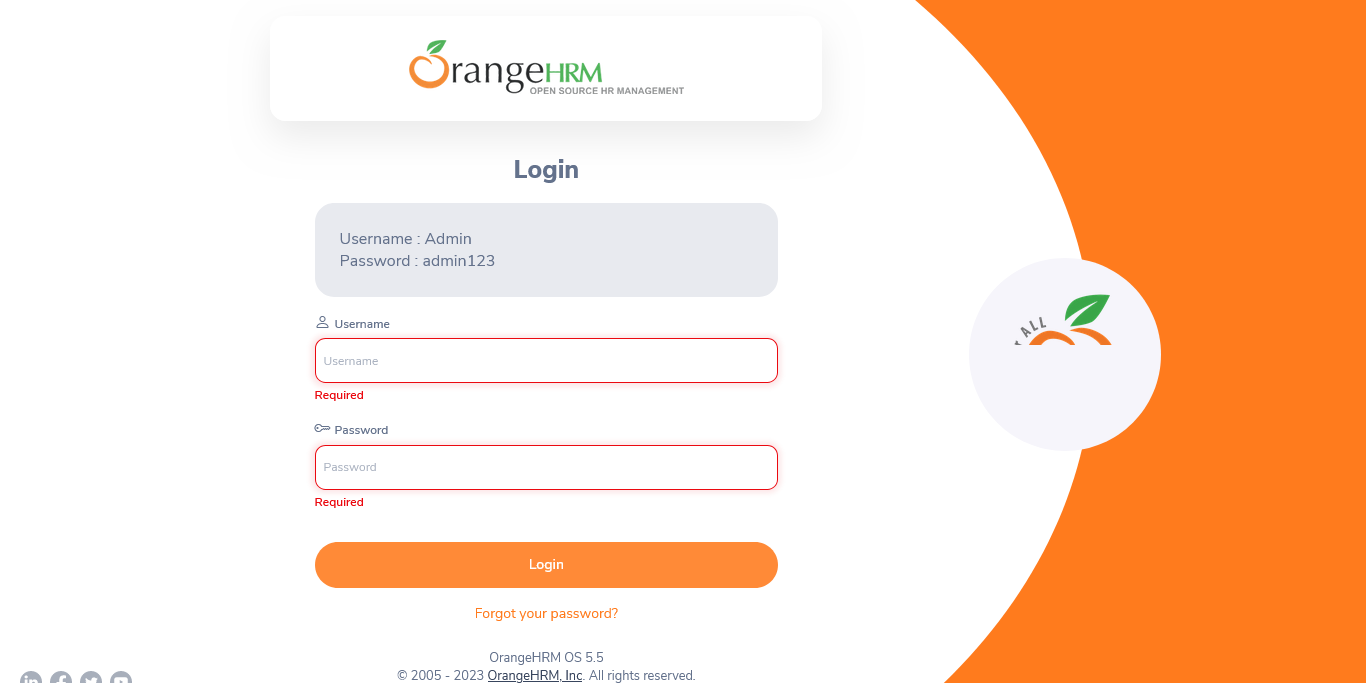 OrangeHRM
OPEN SOURCE HR MANAGEMENT
Login
Username : Admin
Password : admin123
Username
Username
Required
Password
Password
Required
ALL
Login
Forgot your password?
OrangeHRM OS 5.5
© 2005 - 2023 OrangeHRM, Inc. All rights reserved.